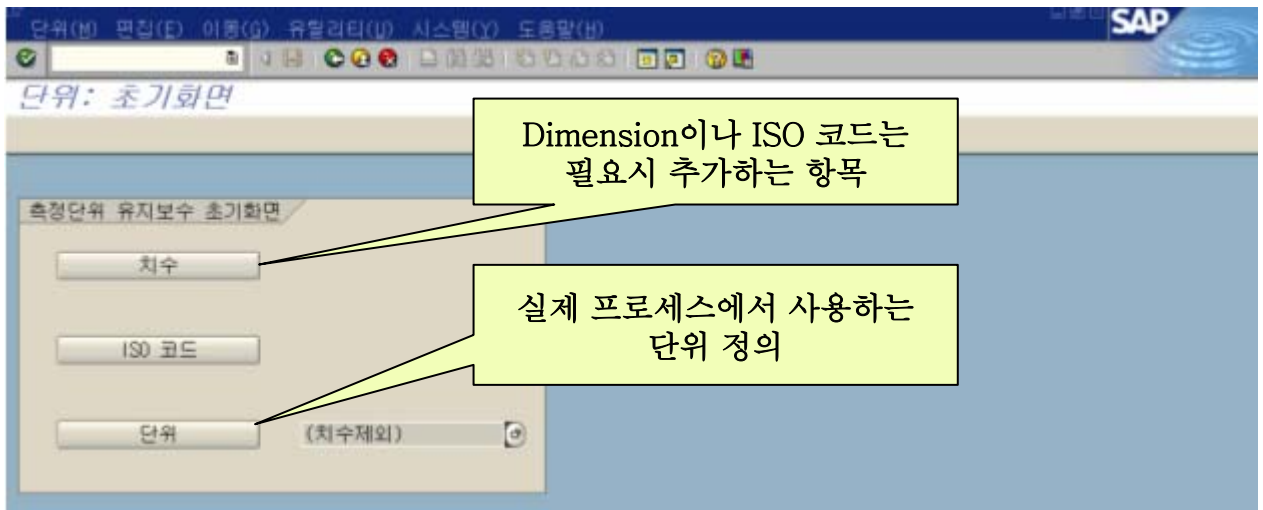 단위(M) 편집(E) 이동(G) 유틸리티(U) 시스템(Y) 도움말(H)
SAP
단위: 초기화면
Dimension이나 ISO 코드는
필요시 추가하는 항목
측정단위 유지보수 초기화면
치수
실제 프로세스에서 사용하는
단위 정의
ISO 코드
단위 (치수제외)